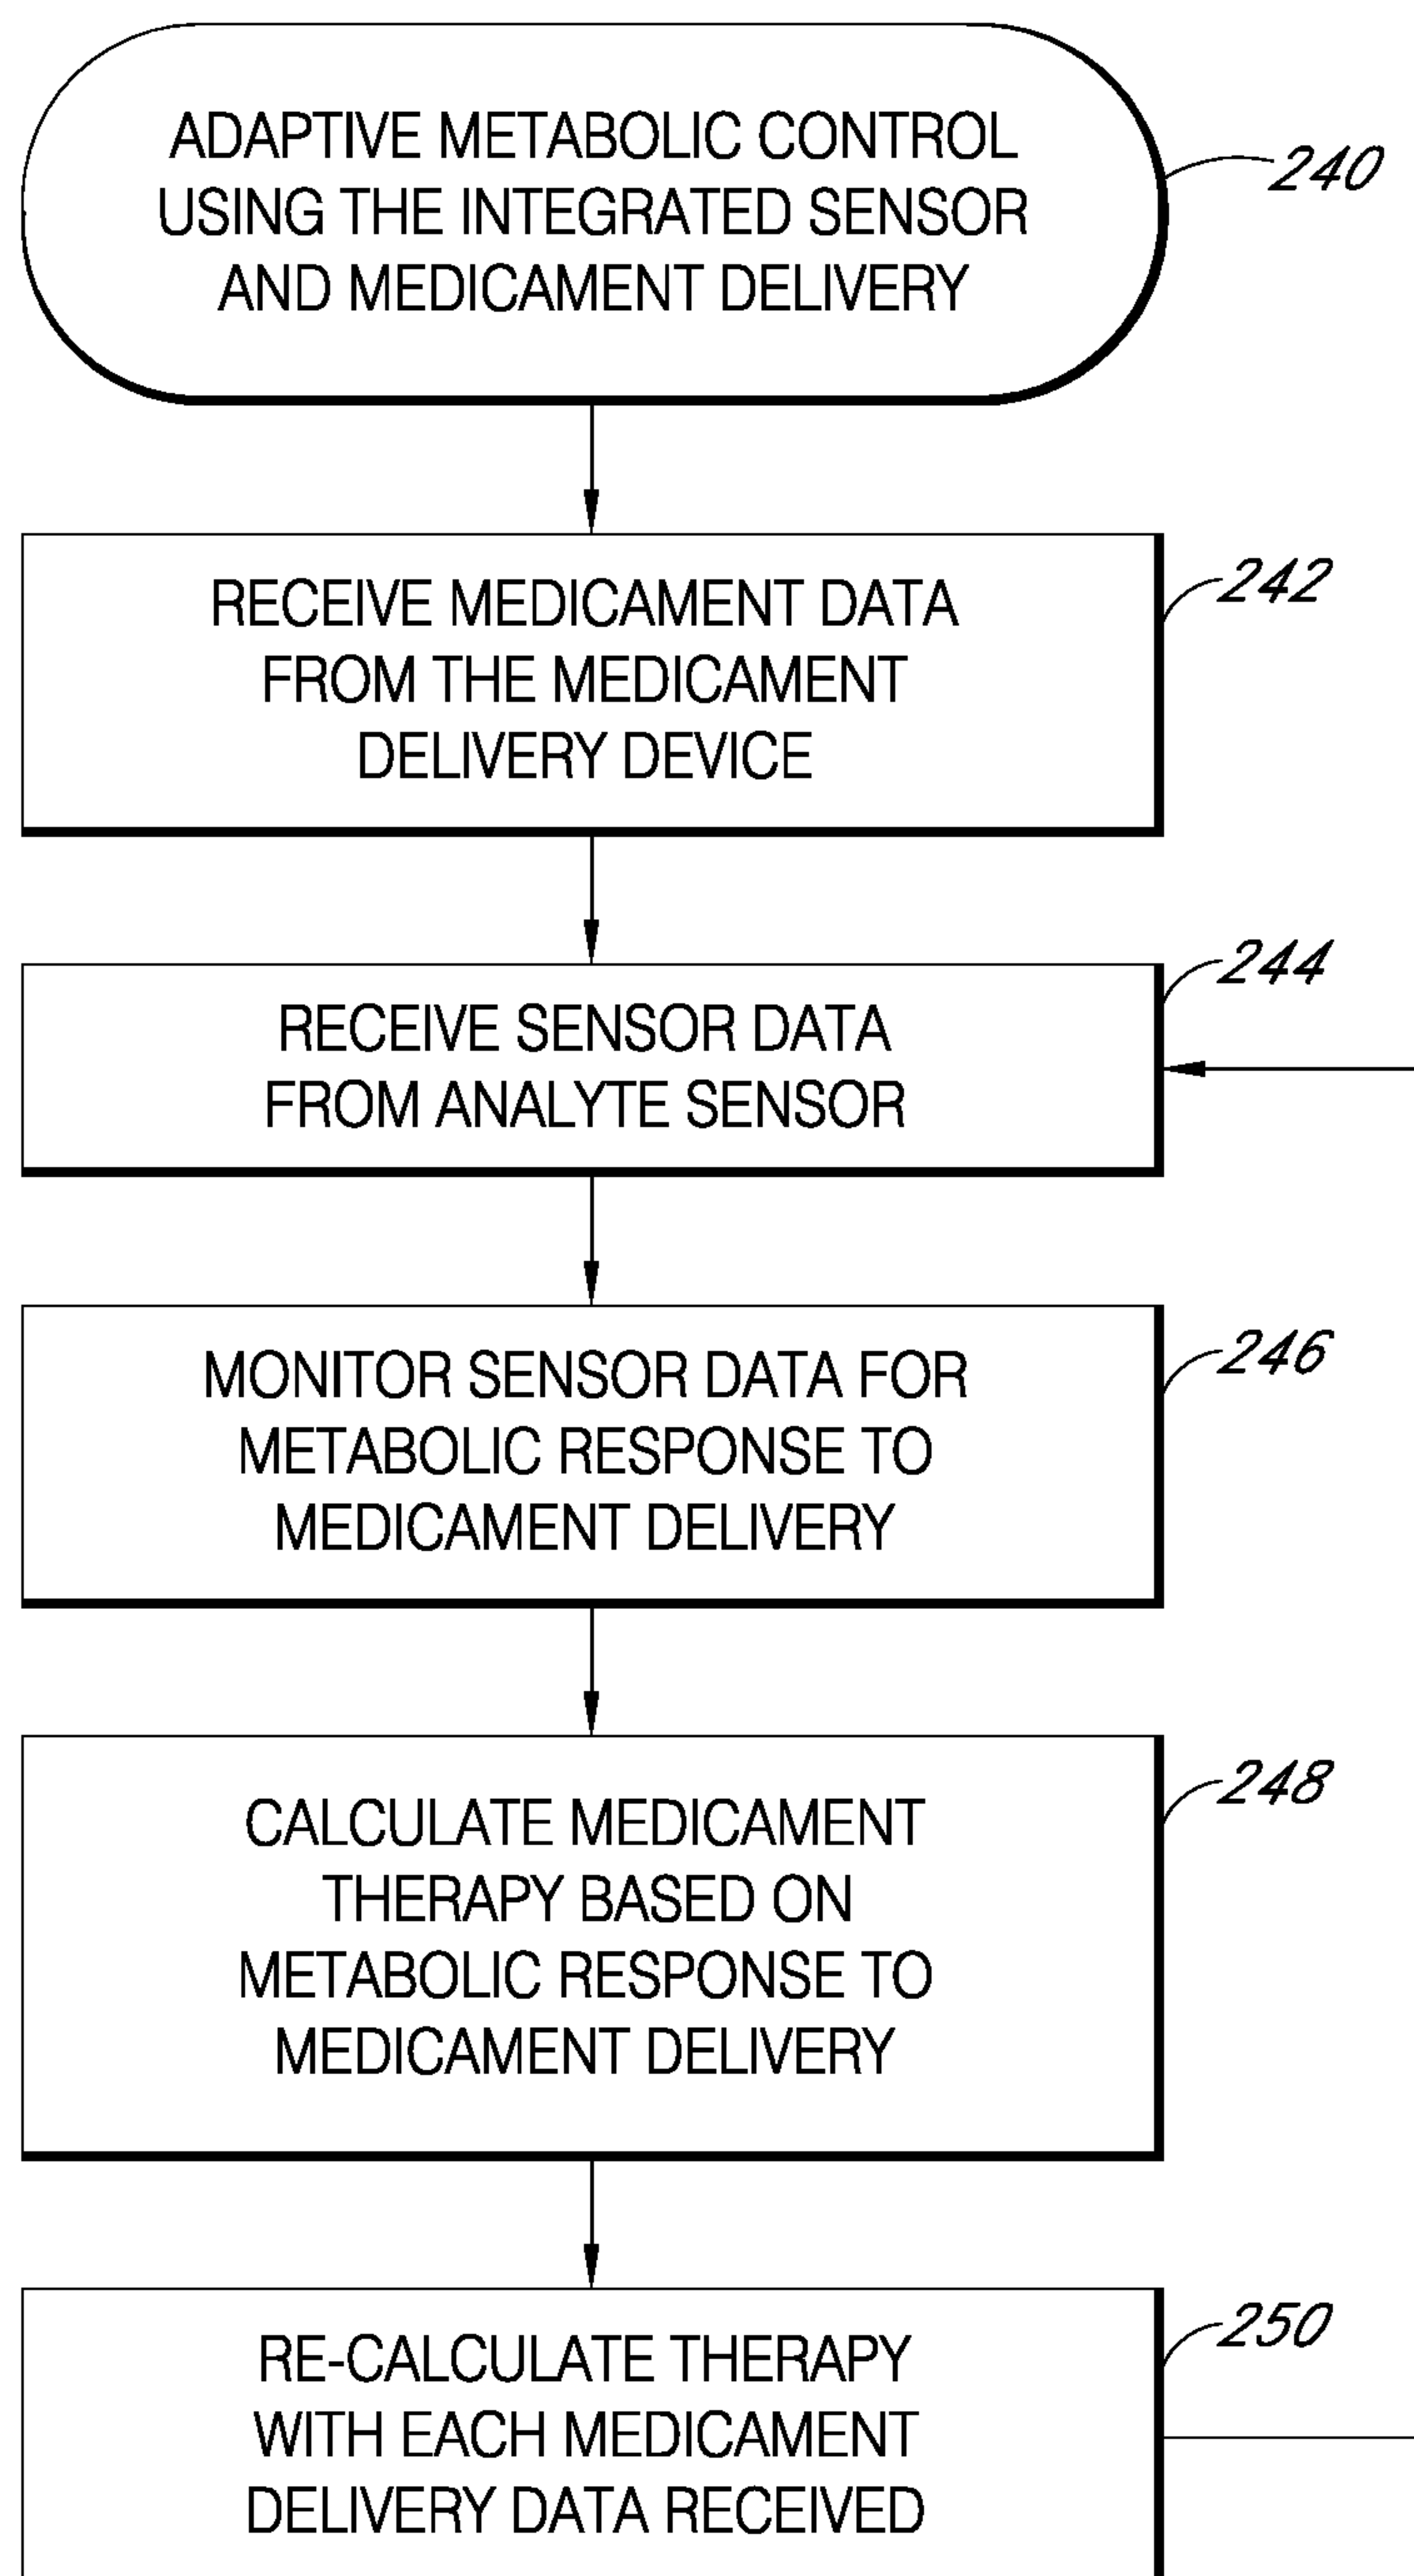 ADAPTIVE METABOLIC CONTROL
USING THE INTEGRATED SENSOR
AND MEDICAMENT DELIVERY
240
RECEIVE MEDICAMENT DATA
FROM THE MEDICAMENT
DELIVERY DEVICE
242
RECEIVE SENSOR DATA
FROM ANALYTE SENSOR
244
MONITOR SENSOR DATA FOR
METABOLIC RESPONSE TO
MEDICAMENT DELIVERY
246
CALCULATE MEDICAMENT
THERAPY BASED ON
METABOLIC RESPONSE TO
MEDICAMENT DELIVERY
248
RE-CALCULATE THERAPY
WITH EACH MEDICAMENT
DELIVERY DATA RECEIVED
250